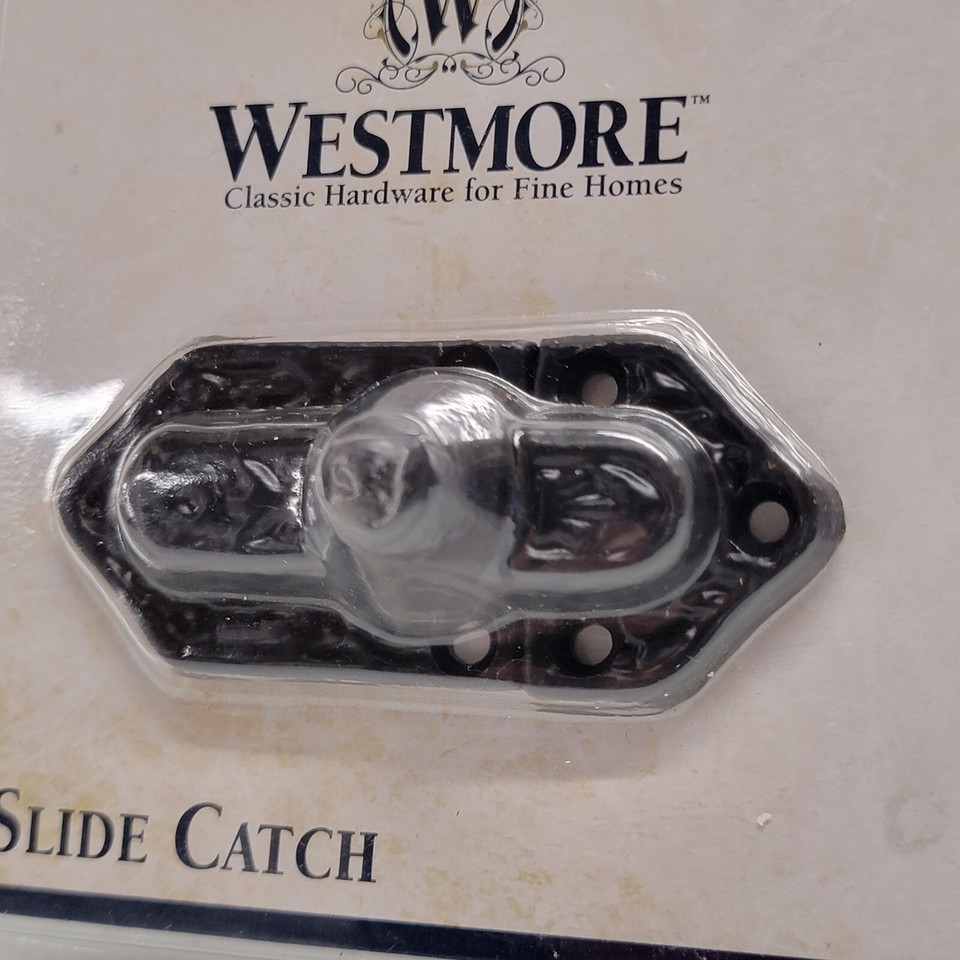 W
WESTMORE™
Classic Hardware for Fine Homes
SLIDE CATCH